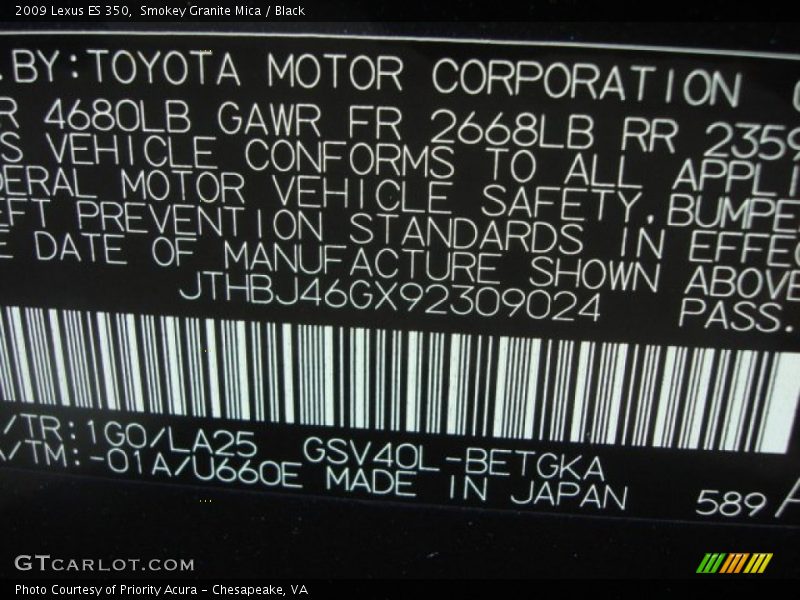 2009 Lexus ES 350, Smokey Granite Mica / Black
.BY:TOYOTA MOTOR CORPORATION
R 4680LB GAWR FR 2668LB RR 2359
S VEHICLE CONFORMS TO ALL APPLI
DERAL MOTOR VEHICLE SAFETY, BUMPE
EFT PREVENTION STANDARDS IN EFFEC
E DATE OF MANUFACTURE SHOWN ABOVE
JTHBJ46GX92309024 PASS.
/TR:1G0/LA25 GSV40L-BETGKA
A/TM:-01A/U660E MADE IN JAPAN 589 A
GTCARLOT.COM
Photo Courtesy of Priority Acura - Chesapeake, VA